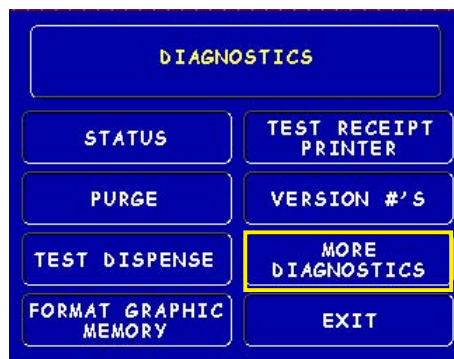 DIAGNOSTICS
STATUS
TEST RECEIPT
PRINTER
PURGE
VERSION #'S
TEST DISPENSE
MORE
DIAGNOSTICS
FORMAT GRAPHIC
MEMORY
EXIT